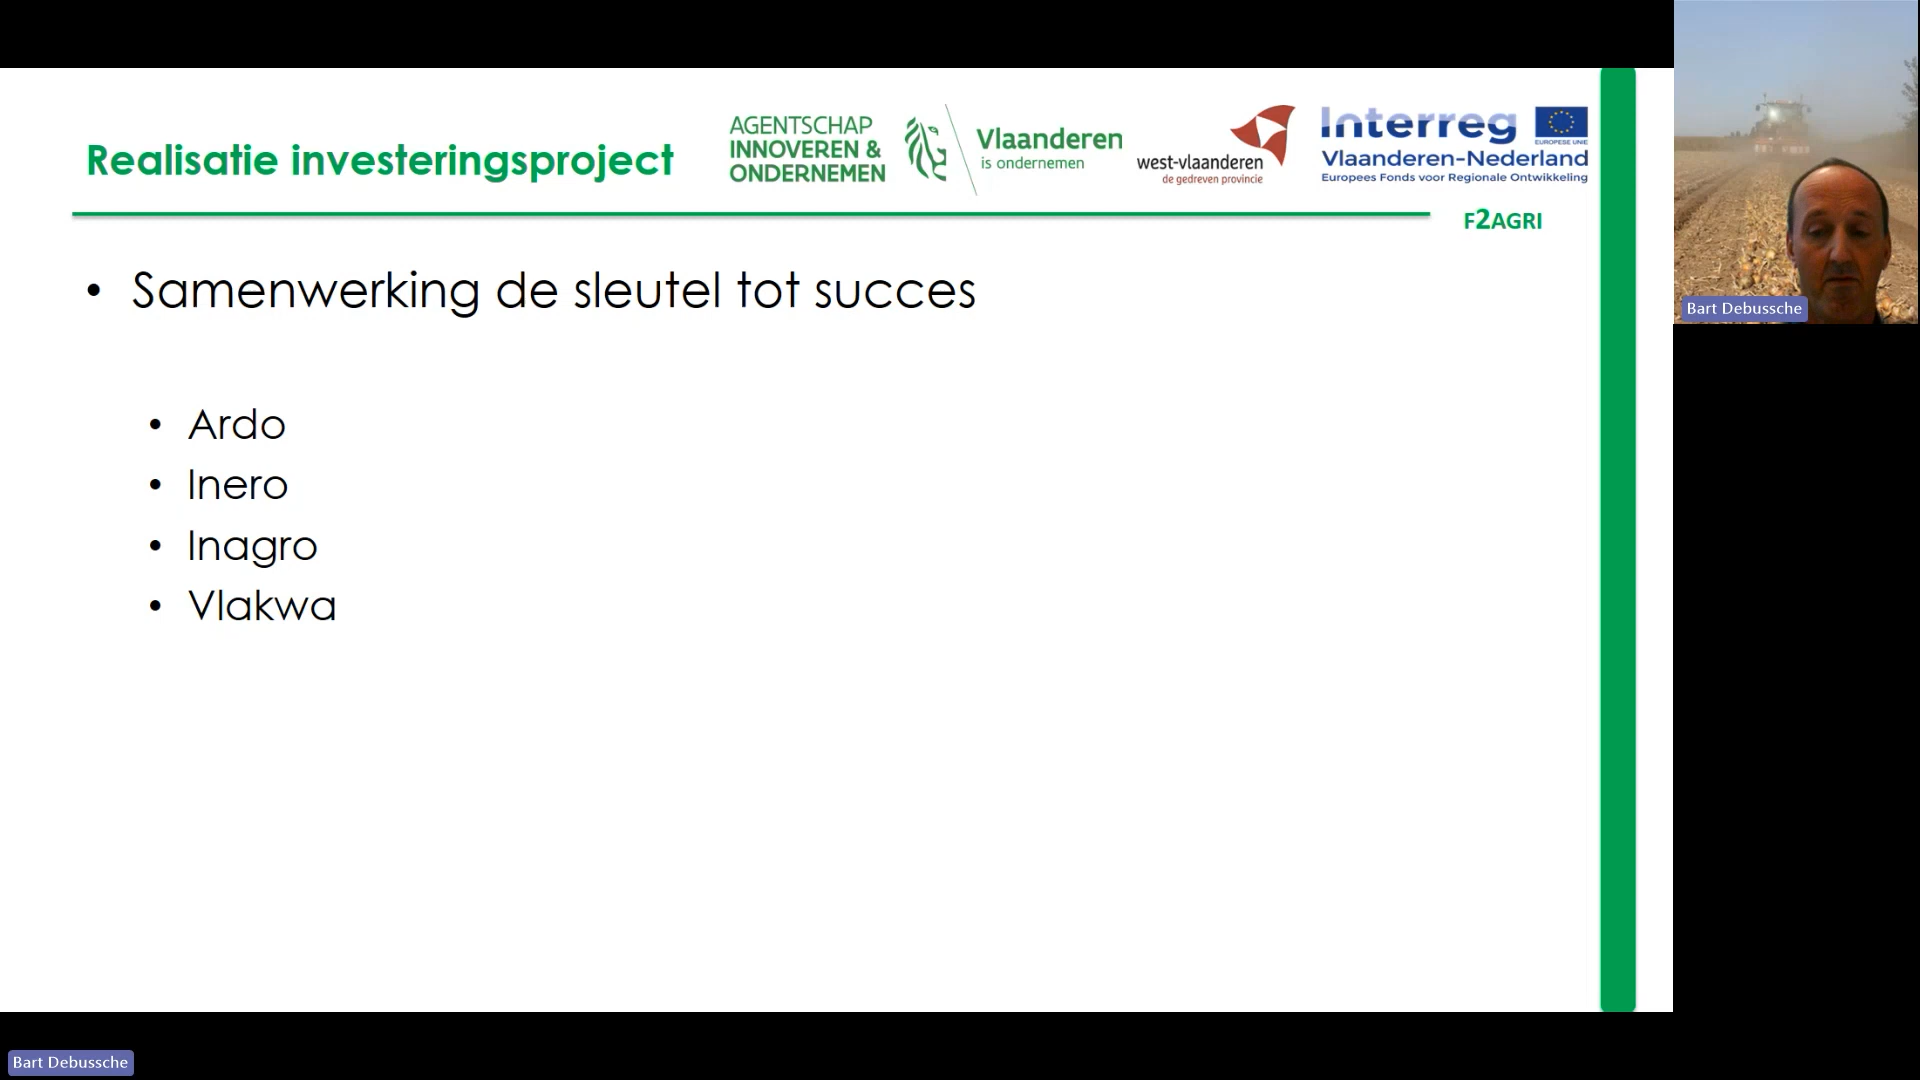 Realisatie investeringsproject
AGENTSCHAP
INNOVEREN &
ONDERNEMEN
Vlaanderen
is ondernemen
west-vlaanderen
de gedreven provincie
Interreg
EUROPESE UNIE
Vlaanderen-Nederland
Europees Fonds voor Regionale Ontwikkeling
F2AGRI
• Samenwerking de sleutel tot succes
• Ardo
• Inero
• Inagro
• Vlakwa
Bart Debussche
Bart Debussche